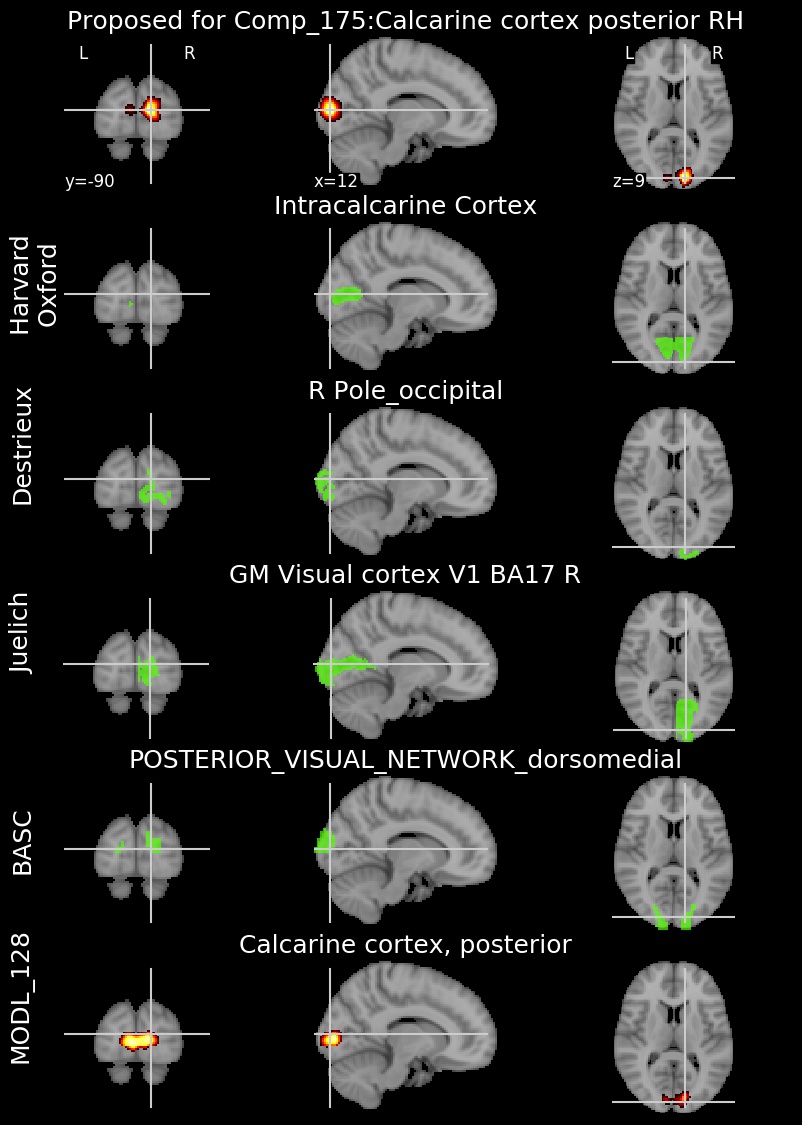 Proposed for Comp_175:Calcarine cortex posterior RH
L R L R
y=-90 x=12 z=9
Intracalcarine Cortex
Harvard
Oxford
R Pole_occipital
Destrieux
GM Visual cortex V1 BA17 R
Juelich
POSTERIOR_VISUAL_NETWORK_dorsomedial
BASC
Calcarine cortex, posterior
MODL_128